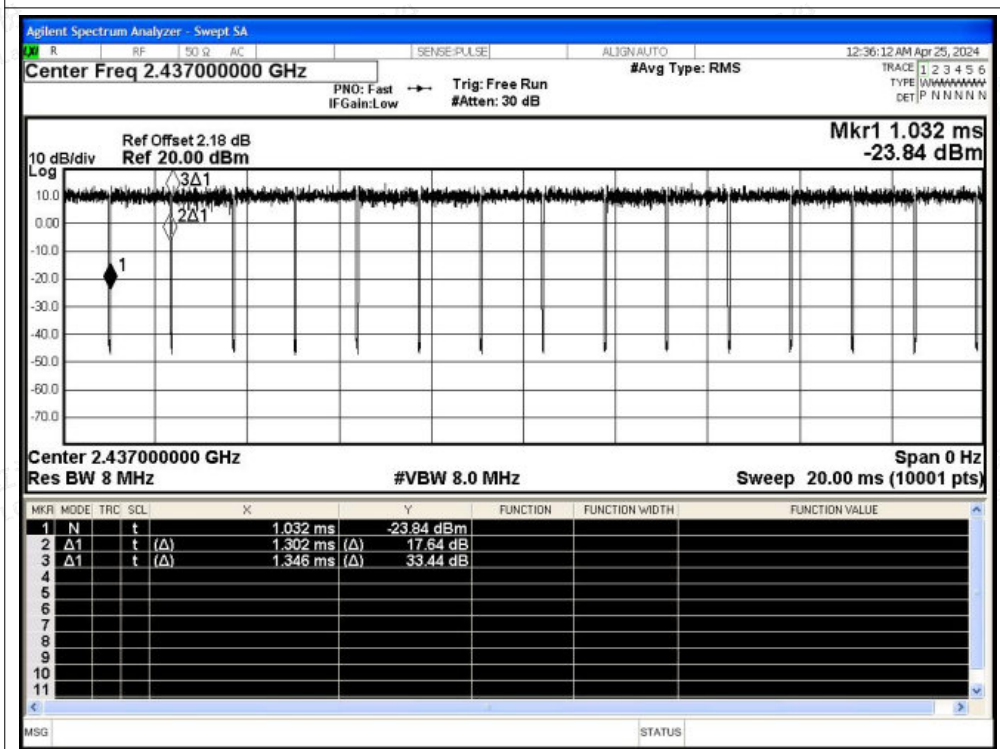 Agilent Spectrum Analyzer - Swept SA
R RF 50 Ω AC SENSE:PULSE ALIGN AUTO 12:36:12 AM Apr 25, 2024
Center Freq 2.437000000 GHz
PNO: Fast Trig: Free Run #Avg Type: RMS TRACE 1 2 3 4 5 6
TYPE
IFGain:Low #Atten: 30 dB DET P N N N N N
Mkr1 1.032 ms
-23.84 dBm
Ref Offset 2.18 dB
10 dB/div Ref 20.00 dBm
Log
3Δ1
10.0
2Δ1
0.00
-10.0
1
-20.0
-30.0
-40.0
-50.0
-60.0
-70.0
Center 2.437000000 GHz Span 0 Hz
Res BW 8 MHz #VBW 8.0 MHz Sweep 20.00 ms (10001 pts)
MKR MODE TRC SCL X Y FUNCTION FUNCTION WIDTH FUNCTION VALUE
1 N t 1.032 ms -23.84 dBm
2 Δ1 t (Δ) 1.302 ms (Δ) 17.64 dB
3 Δ1 t (Δ) 1.346 ms (Δ) 33.44 dB
4
5
6
7
8
9
10
11
MSG STATUS